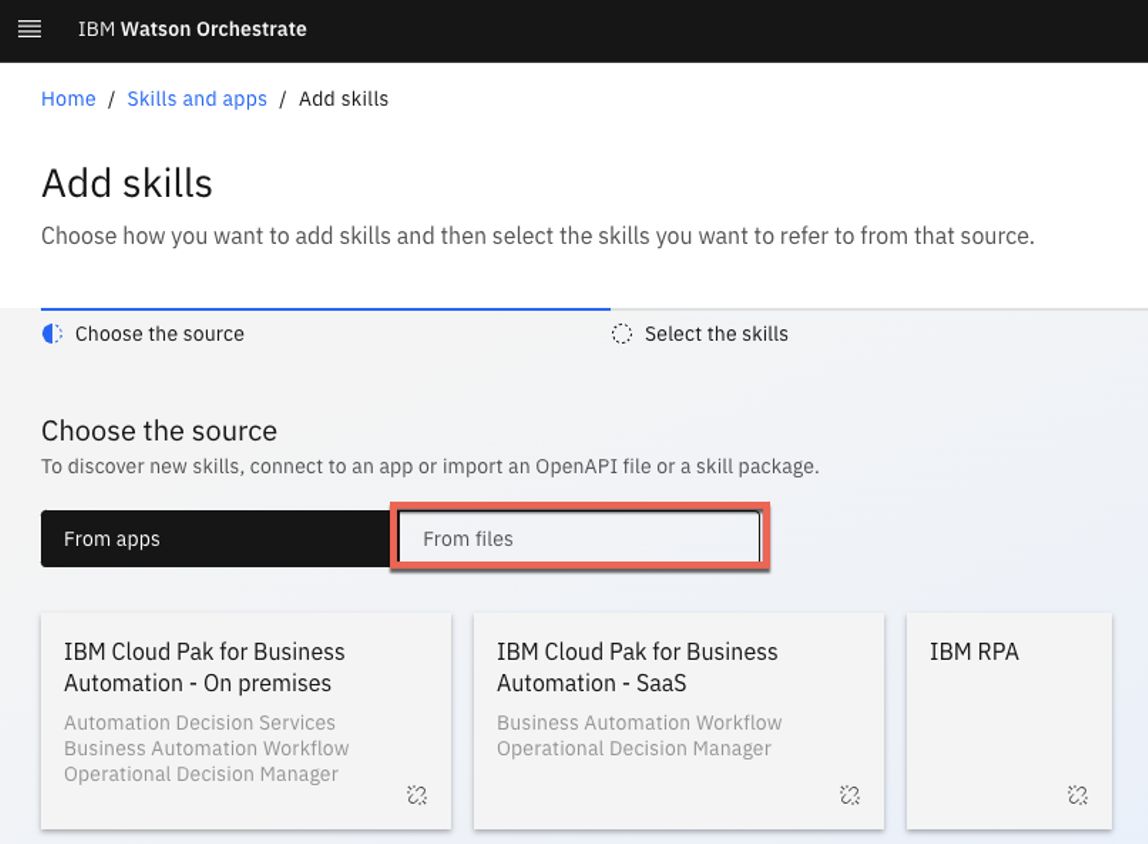 IBM Watson Orchestrate
Home / Skills and apps / Add skills
Add skills
Choose how you want to add skills and then select the skills you want to refer to from that source.
Choose the source
Select the skills
Choose the source
To discover new skills, connect to an app or import an OpenAPI file or a skill package.
From apps
From files
IBM Cloud Pak for Business
Automation - On premises
Automation Decision Services
Business Automation Workflow
Operational Decision Manager
IBM Cloud Pak for Business
Automation - SaaS
Business Automation Workflow
Operational Decision Manager
IBM RPA